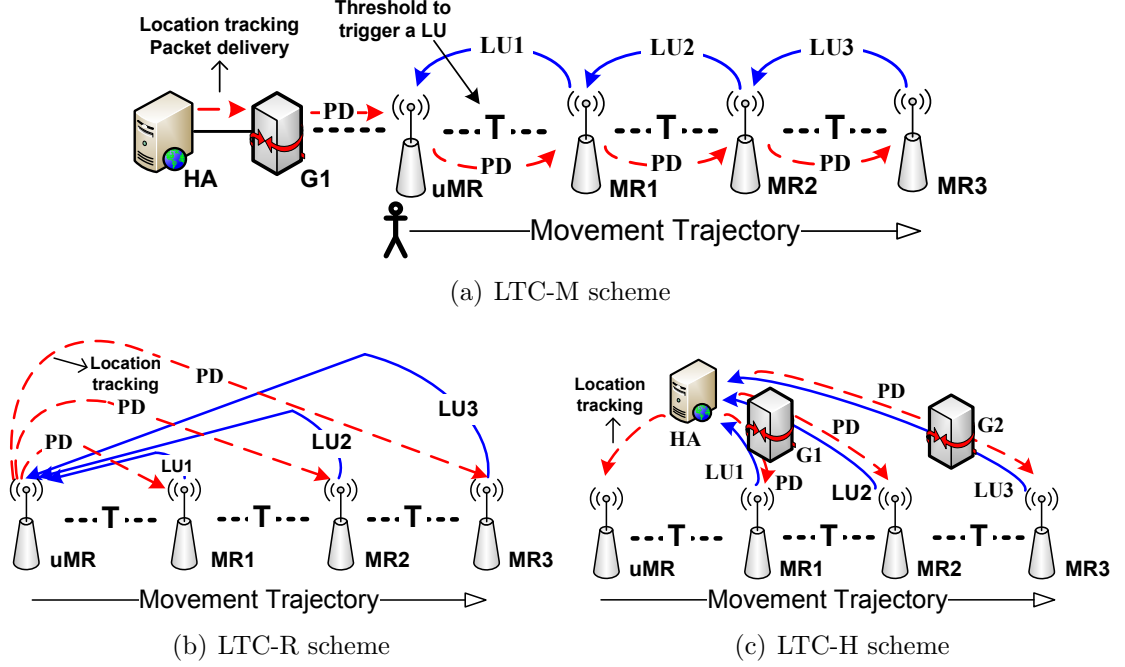 Location tracking
Packet delivery
Threshold to
trigger a LU
LU1
LU2
LU3
PD
T
T
T
PD
PD
PD
HA
G1
uMR
MR1
MR2
MR3
Movement Trajectory
(a) LTC-M scheme
Location
tracking
PD
PD
PD
LU3
LU2
LU1
T
T
T
uMR
MR1
MR2
MR3
Movement Trajectory
(b) LTC-R scheme
Location
tracking
PD
HA
G1
PD
G2
LU1
PD
LU2
LU3
T
T
T
uMR
MR1
MR2
MR3
Movement Trajectory
(c) LTC-H scheme